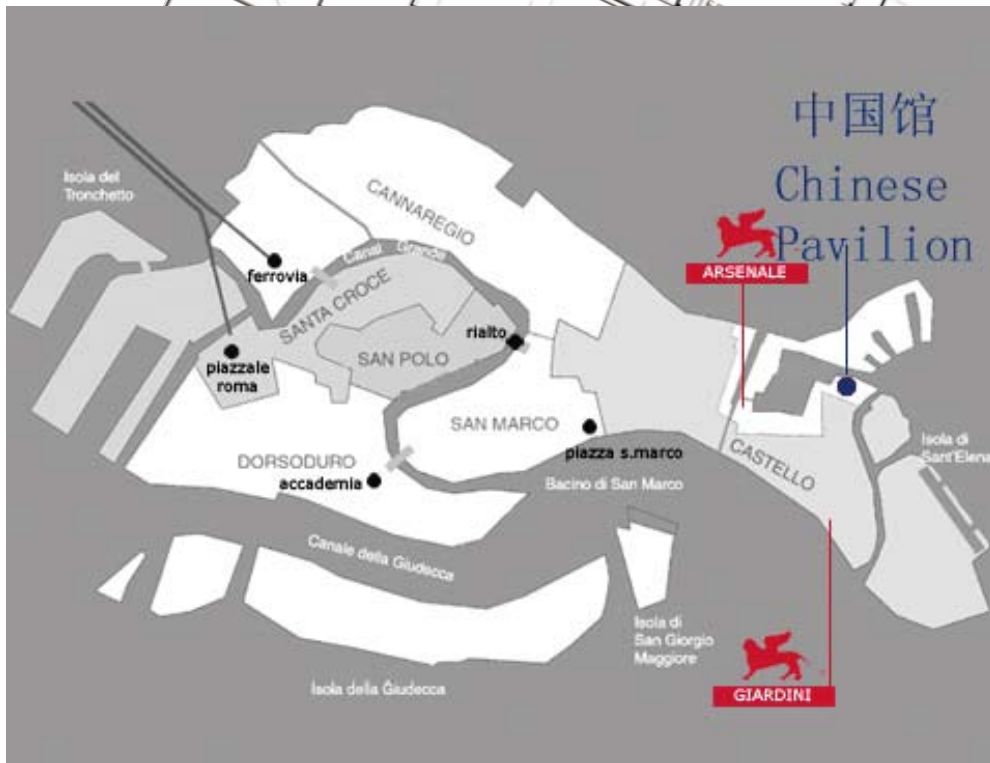 中国馆
Chinese
Pavilion
ARSENALE
Isola del
Tronchetto
CANNAREGIO
Canal Grande
ferrovia
SANTA CROCE
rialto
SAN POLO
piazzale
roma
SAN MARCO
piazza s.marco
DORSODURO
accademia
Bacino di San Marco
CASTELLO
Isola di
Sant'Elena
Canale della Giudecca
Isola di
San Giorgio
Maggiore
Isola della Giudecca
GIARDINI